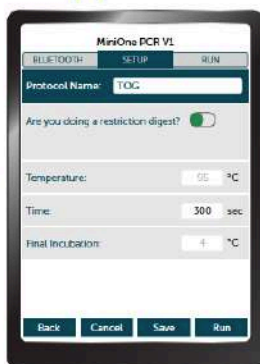 MiniOne PCR V1
BLUETOOTH SETUP RUN
Protocol Name: TOG
Are you doing a restriction digest?
Temperature: 95 °C
Time: 300 sec
Final Incubation: 4 °C
Back Cancel Save Run